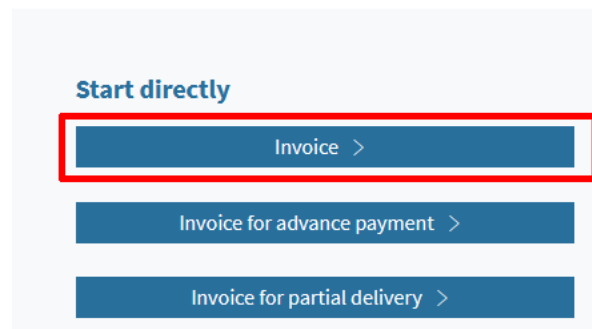 Start directly
Invoice >
Invoice for advance payment >
Invoice for partial delivery >